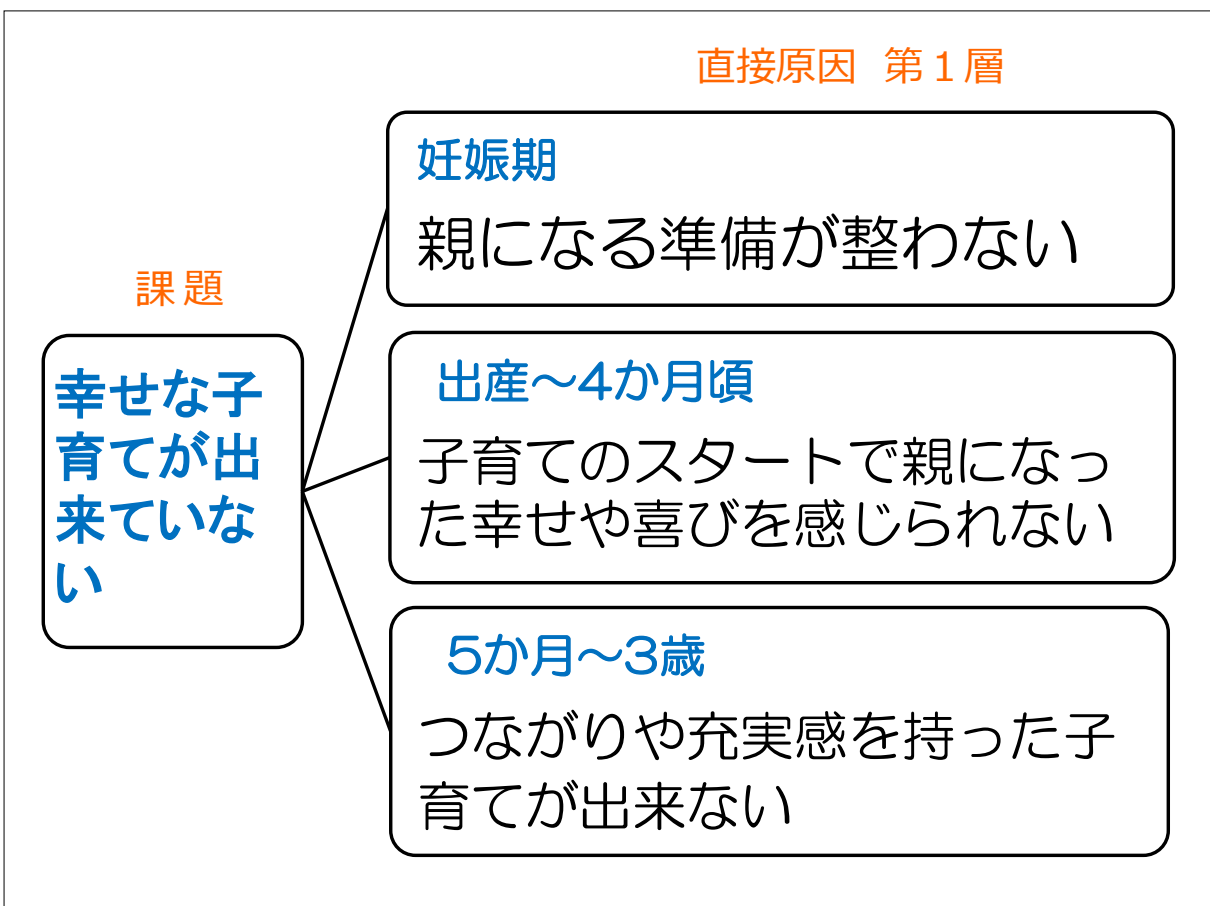 直接原因 第１層
妊娠期
親になる準備が整わない
課題
幸せな子
育てが出
来ていな
い
出産～4か月頃
子育てのスタートで親になっ
た幸せや喜びを感じられない
5か月～3歳
つながりや充実感を持った子
育てが出来ない